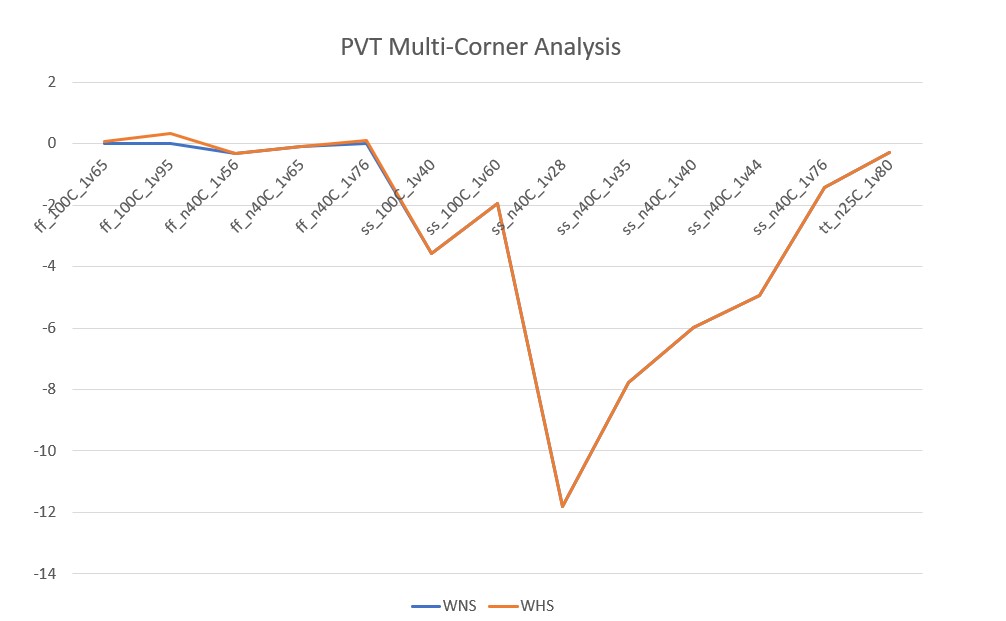 PVT Multi-Corner Analysis
2
0
-2
-4
-6
-8
-10
-12
-14
ff_100C_1v65
ff_100C_1v95
ff_n40C_1v56
ff_n40C_1v65
ff_n40C_1v76
ss_100C_1v40
ss_100C_1v60
ss_n40C_1v28
ss_n40C_1v35
ss_n40C_1v40
ss_n40C_1v44
ss_n40C_1v76
tt_n25C_1v80
WNS WHS